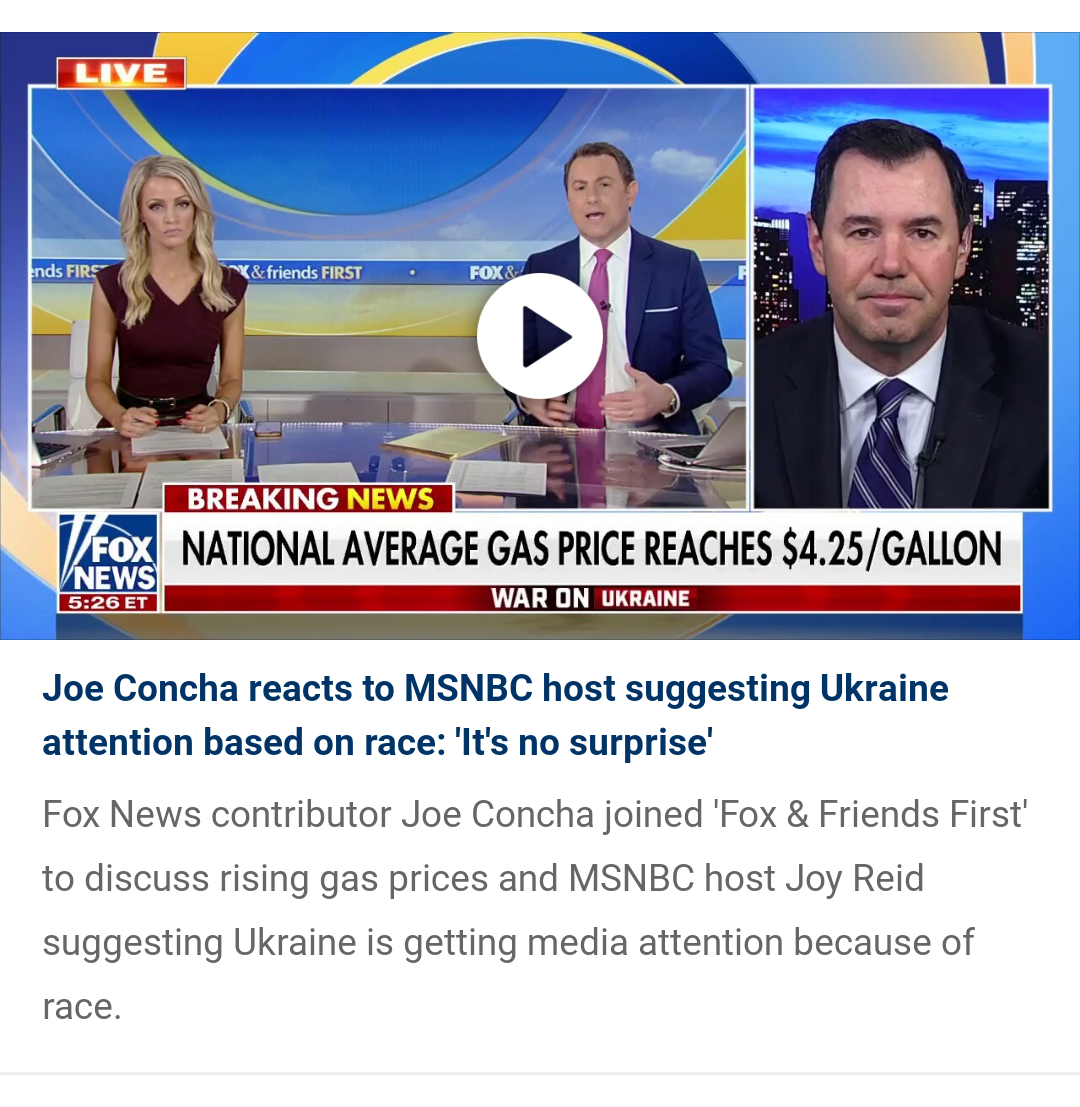 LIVE
ends FIRST
FOX & friends FIRST
FOX &
F
BREAKING NEWS
FOX
NEWS
NATIONAL AVERAGE GAS PRICE REACHES $4.25/GALLON
5:26 ET
WAR ON UKRAINE
Joe Concha reacts to MSNBC host suggesting Ukraine
attention based on race: 'It's no surprise'
Fox News contributor Joe Concha joined 'Fox & Friends First'
to discuss rising gas prices and MSNBC host Joy Reid
suggesting Ukraine is getting media attention because of
race.